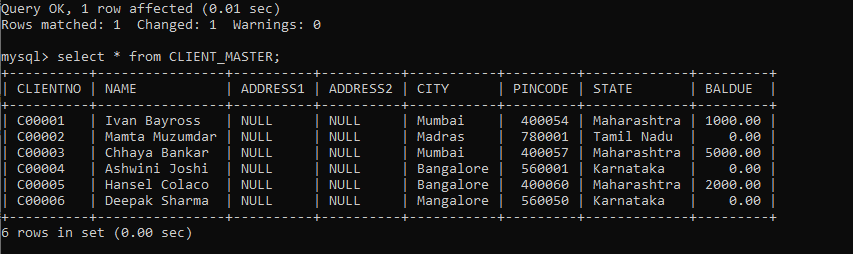 Query OK, 1 row affected (0.01 sec)
Rows matched: 1  Changed: 1  Warnings: 0
mysql> select * from CLIENT_MASTER;
+----------+----------------+----------+----------+-----------+---------+-------------+---------+
| CLIENTNO | NAME           | ADDRESS1 | ADDRESS2 | CITY      | PINCODE | STATE       | BALDUE  |
+----------+----------------+----------+----------+-----------+---------+-------------+---------+
| C00001   | Ivan Bayross   | NULL     | NULL     | Mumbai    |  400054 | Maharashtra | 1000.00 |
| C00002   | Mamta Muzumdar | NULL     | NULL     | Madras    |  780001 | Tamil Nadu  |    0.00 |
| C00003   | Chhaya Bankar  | NULL     | NULL     | Mumbai    |  400057 | Maharashtra | 5000.00 |
| C00004   | Ashwini Joshi  | NULL     | NULL     | Bangalore |  560001 | Karnataka   |    0.00 |
| C00005   | Hansel Colaco  | NULL     | NULL     | Bangalore |  400060 | Maharashtra | 2000.00 |
| C00006   | Deepak Sharma  | NULL     | NULL     | Mangalore |  560050 | Karnataka   |    0.00 |
+----------+----------------+----------+----------+-----------+---------+-------------+---------+
6 rows in set (0.00 sec)